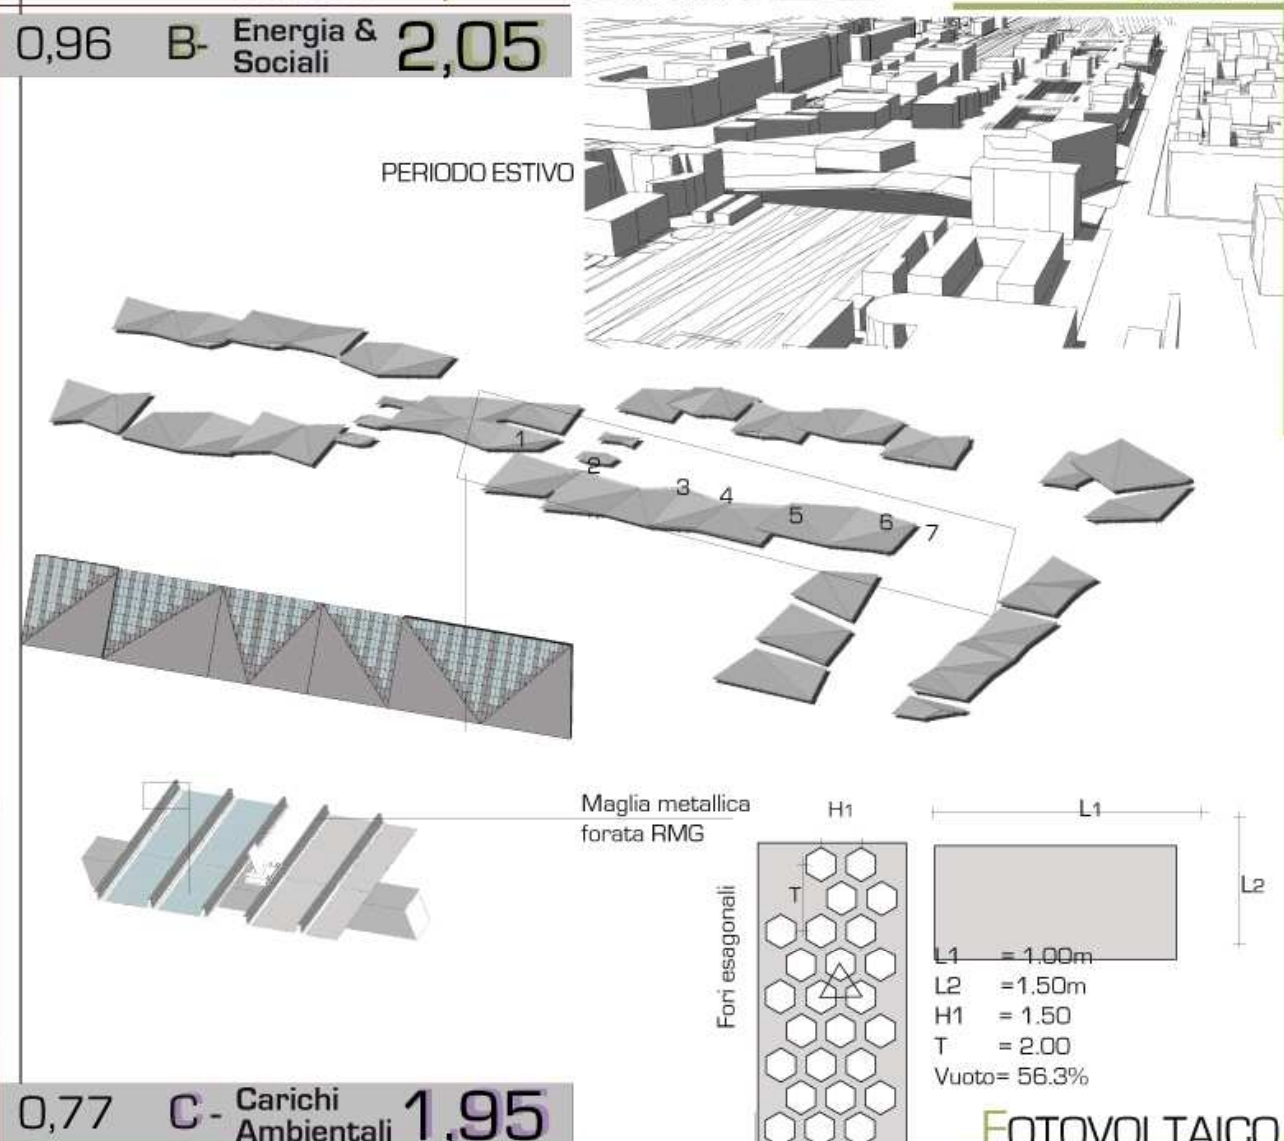 0,96 B- Energia & Sociali 2,05
PERIODO ESTIVO
1
2
3
4
5
6
7
Maglia metallica
forata RMG
H1
L1
T
L2
Fori esagonali
L1 = 1.00m
L2 =1.50m
H1 = 1.50
T = 2.00
Vuoto= 56.3%
0,77 C- Carichi Ambientali 1,95
FOTOVOLTAICO